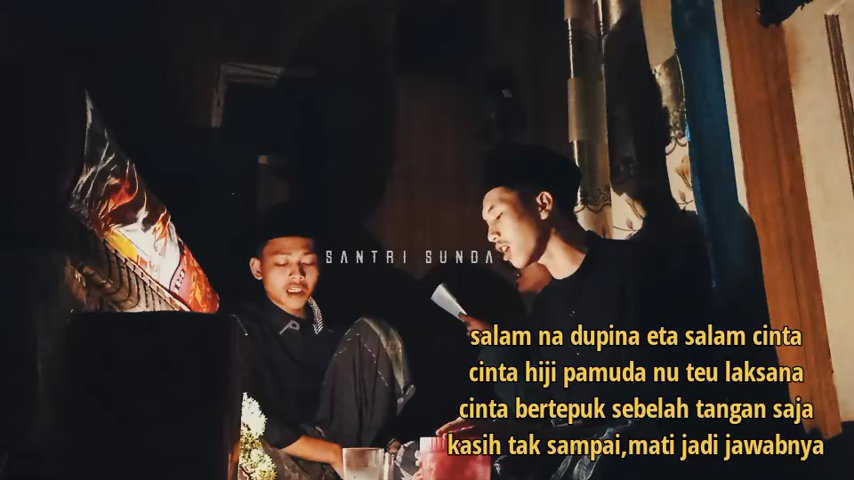 SANTRI SUNDA
salam na dupina eta salam cinta
cinta hiji pamuda nu teu laksana
cinta bertepuk sebelah tangan saja
kasih tak sampai,mati jadi jawabnya